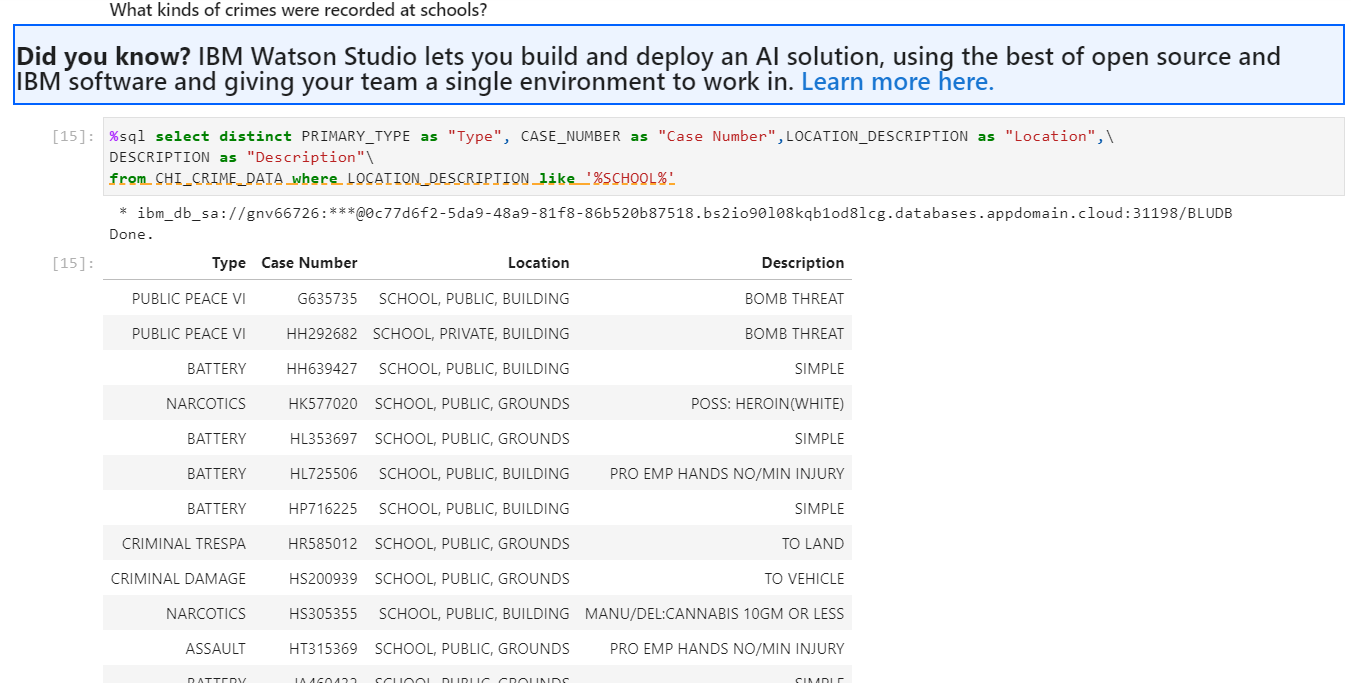 What kinds of crimes were recorded at schools?
Did you know? IBM Watson Studio lets you build and deploy an AI solution, using the best of open source and
IBM software and giving your team a single environment to work in. Learn more here.
[15]: %sql select distinct PRIMARY_TYPE as "Type", CASE_NUMBER as "Case Number",LOCATION_DESCRIPTION as "Location",\
DESCRIPTION as "Description"\
from CHI_CRIME_DATA where LOCATION_DESCRIPTION like '%SCHOOL%'
* ibm_db_sa://gnv66726:***@0c77d6f2-5da9-48a9-81f8-86b520b87518.bs2io90l08kqb1od8lcg.databases.appdomain.cloud:31198/BLUDB
Done.
[15]: Type Case Number Location Description
PUBLIC PEACE VI G635735 SCHOOL, PUBLIC, BUILDING BOMB THREAT
PUBLIC PEACE VI HH292682 SCHOOL, PRIVATE, BUILDING BOMB THREAT
BATTERY HH639427 SCHOOL, PUBLIC, BUILDING SIMPLE
NARCOTICS HK577020 SCHOOL, PUBLIC, GROUNDS POSS: HEROIN(WHITE)
BATTERY HL353697 SCHOOL, PUBLIC, GROUNDS SIMPLE
BATTERY HL725506 SCHOOL, PUBLIC, BUILDING PRO EMP HANDS NO/MIN INJURY
BATTERY HP716225 SCHOOL, PUBLIC, BUILDING SIMPLE
CRIMINAL TRESPA HR585012 SCHOOL, PUBLIC, GROUNDS TO LAND
CRIMINAL DAMAGE HS200939 SCHOOL, PUBLIC, GROUNDS TO VEHICLE
NARCOTICS HS305355 SCHOOL, PUBLIC, BUILDING MANU/DEL:CANNABIS 10GM OR LESS
ASSAULT HT315369 SCHOOL, PUBLIC, GROUNDS PRO EMP HANDS NO/MIN INJURY
BATTERY SCHOOL, PUBLIC, GROUNDS SIMPLE